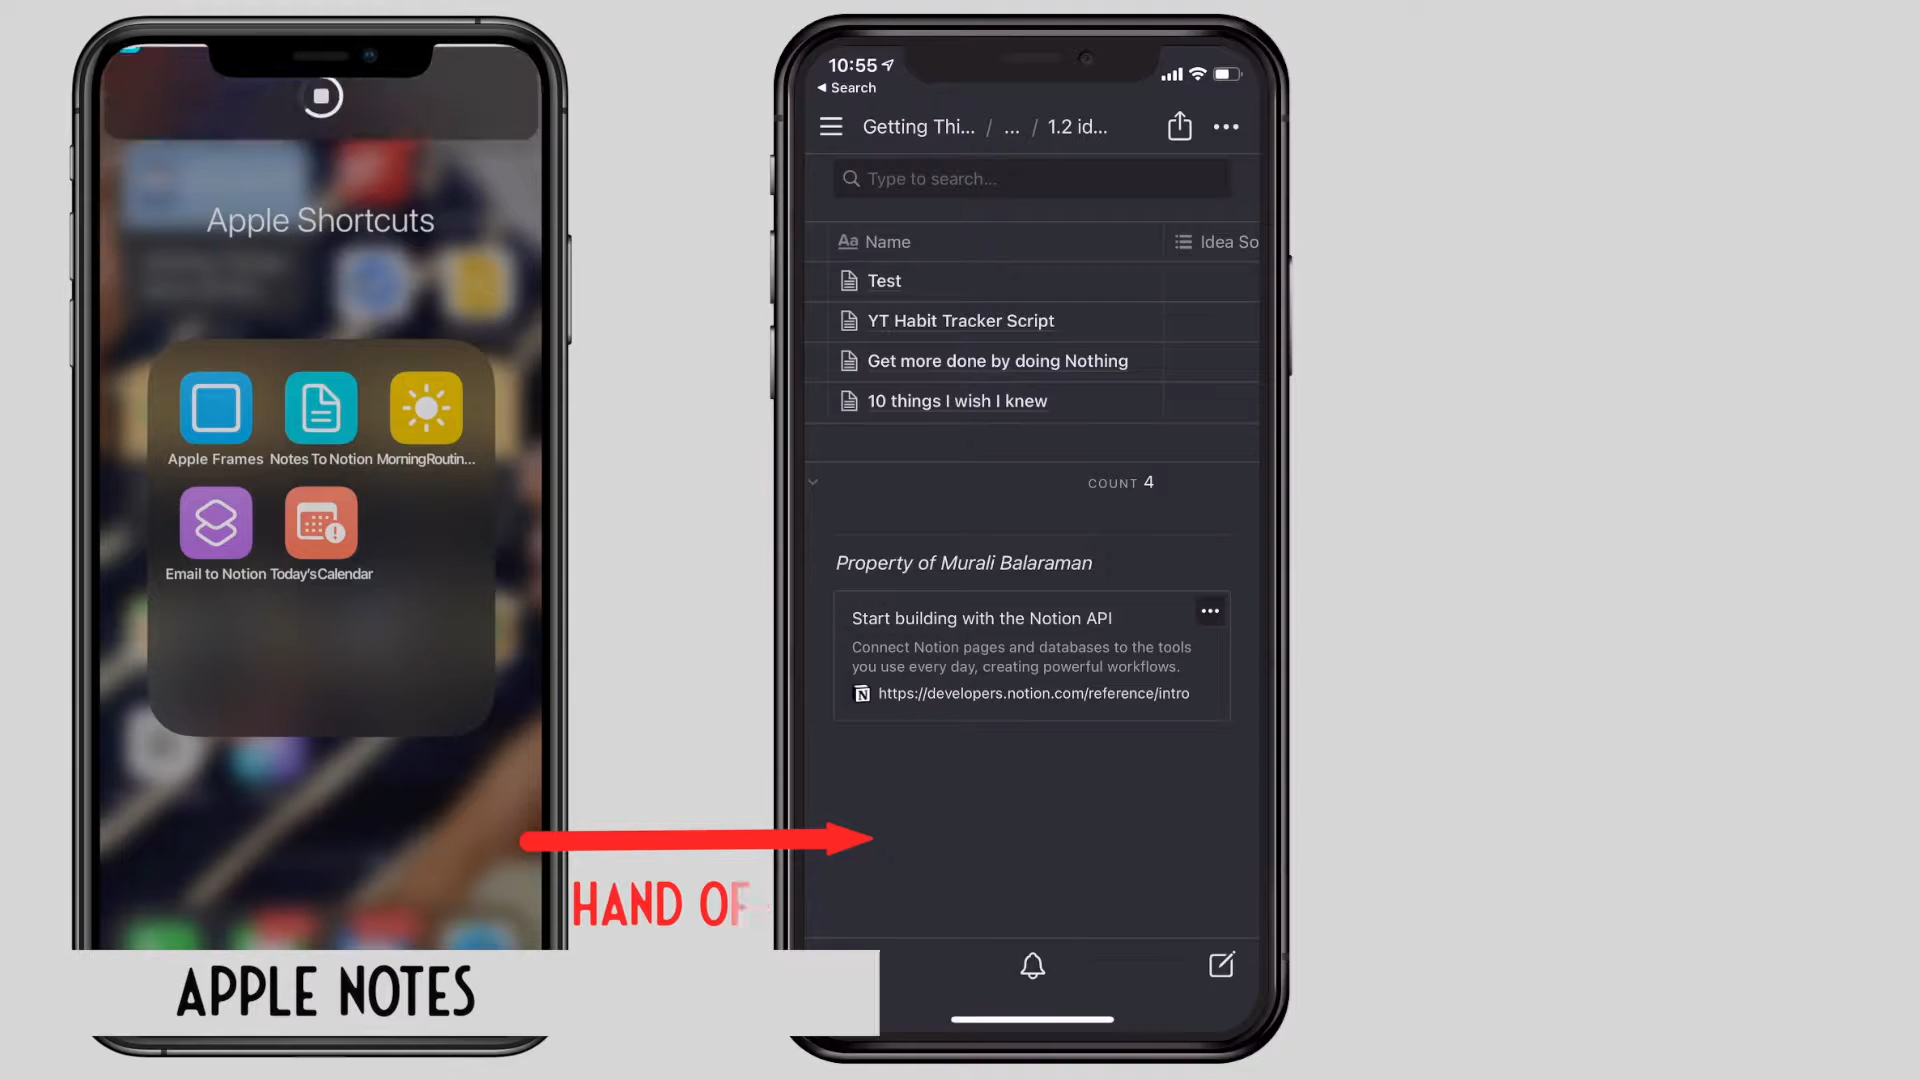 Apple Shortcuts
Apple Frames
Notes To Notion
MorningRoutin...
Email to Notion
Today'sCalendar
HAND OF
APPLE NOTES
10:55
Search
Getting Thi... / ... / 1.2 id...
Type to search...
Aa Name
Idea So
Test
YT Habit Tracker Script
Get more done by doing Nothing
10 things I wish I knew
COUNT 4
Property of Murali Balaraman
Start building with the Notion API
Connect Notion pages and databases to the tools
you use every day, creating powerful workflows.
https://developers.notion.com/reference/intro